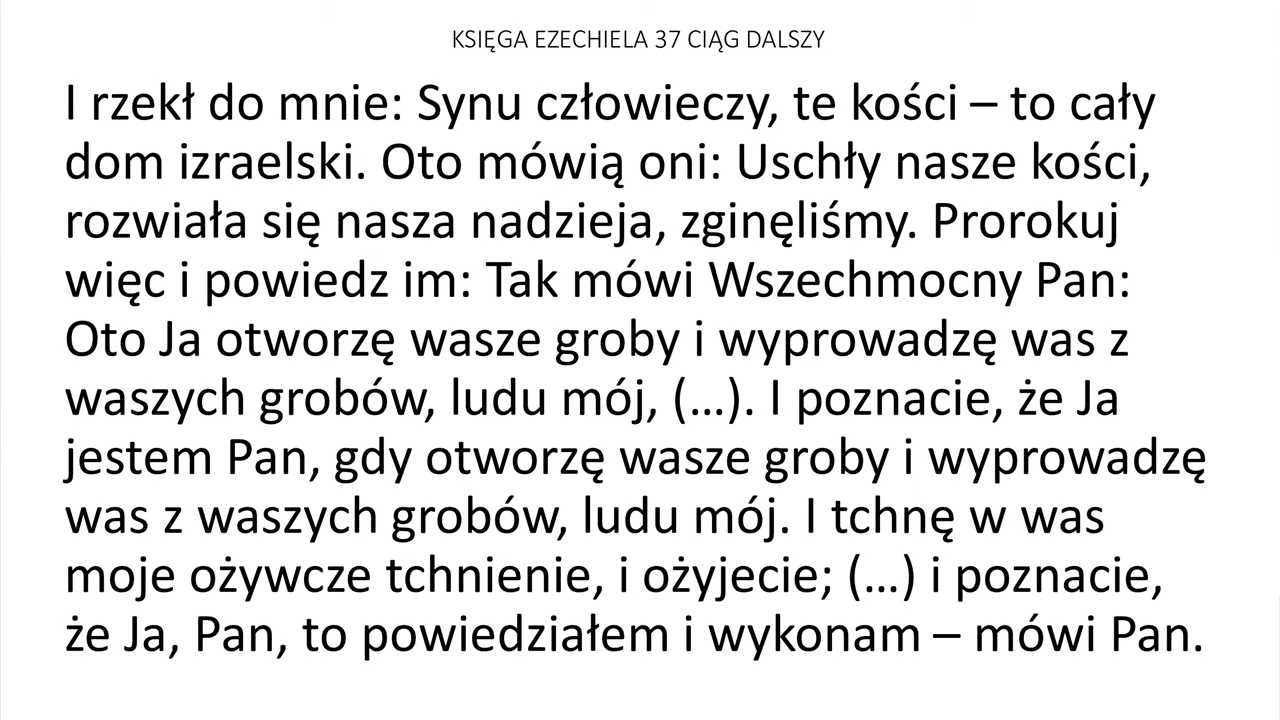 KSIĘGA EZECHIELA 37 CIĄG DALSZY
I rzekł do mnie: Synu człowieczy, te kości – to cały
dom izraelski. Oto mówią oni: Uschły nasze kości,
rozwiała się nasza nadzieja, zginęliśmy. Prorokuj
więc i powiedz im: Tak mówi Wszechmocny Pan:
Oto Ja otworzę wasze groby i wyprowadzę was z
waszych grobów, ludu mój, (…). I poznacie, że Ja
jestem Pan, gdy otworzę wasze groby i wyprowadzę
was z waszych grobów, ludu mój. I tchnę w was
moje ożywcze tchnienie, i ożyjecie; (…) i poznacie,
że Ja, Pan, to powiedziałem i wykonam – mówi Pan.